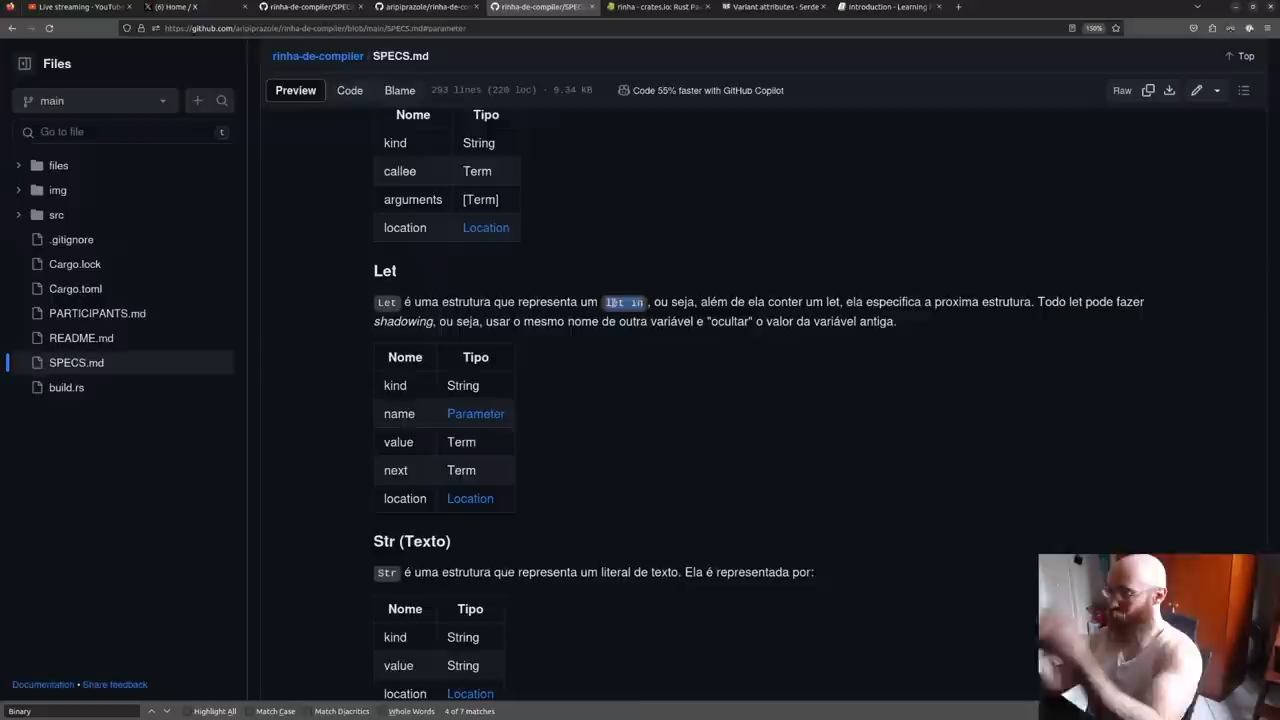 Live streaming - YouTube
(6) Home / X
rinha-de-compiler/SPEC
aripiprazole/rinha-de-co
rinha-de-compiler/SPEC
rinha - crates.io: Rust Pa
Variant attributes · Serde
Introduction - Learning
https://github.com/aripiprazole/rinha-de-compiler/blob/main/SPECS.md#parameter
150%
Files
main
Go to file
t
files
img
src
.gitignore
Cargo.lock
Cargo.toml
PARTICIPANTS.md
README.md
SPECS.md
build.rs
Documentation • Share feedback
rinha-de-compiler / SPECS.md
Top
Preview
Code
Blame
293 lines (220 loc) · 9.34 KB
Code 55% faster with GitHub Copilot
Raw
Nome Tipo
kind String
callee Term
arguments [Term]
location Location
Let
Let é uma estrutura que representa um let in, ou seja, além de ela conter um let, ela especifica a proxima estrutura. Todo let pode fazer
shadowing, ou seja, usar o mesmo nome de outra variável e "ocultar" o valor da variável antiga.
Nome Tipo
kind String
name Parameter
value Term
next Term
location Location
Str (Texto)
Str é uma estrutura que representa um literal de texto. Ela é representada por:
Nome Tipo
kind String
value String
location Location
Binary
Highlight All
Match Case
Match Diacritics
Whole Words
4 of 7 matches